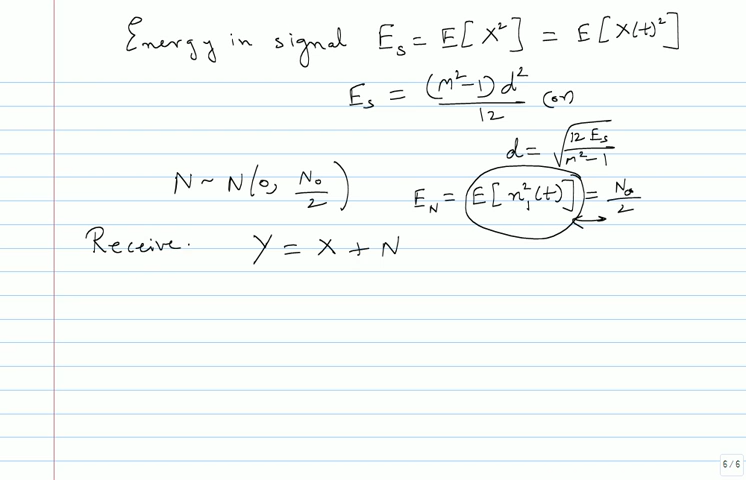 Energy in signal E_s = E[X²] = E[X(t)²]
E_s = (m²-1)d²/12 (or)
d = √(12 E_s/(m²-1))
N ~ N(0, N₀/2) E_N = E[n₁²(t)] = N₀/2
Receive. Y = X + N
6/6